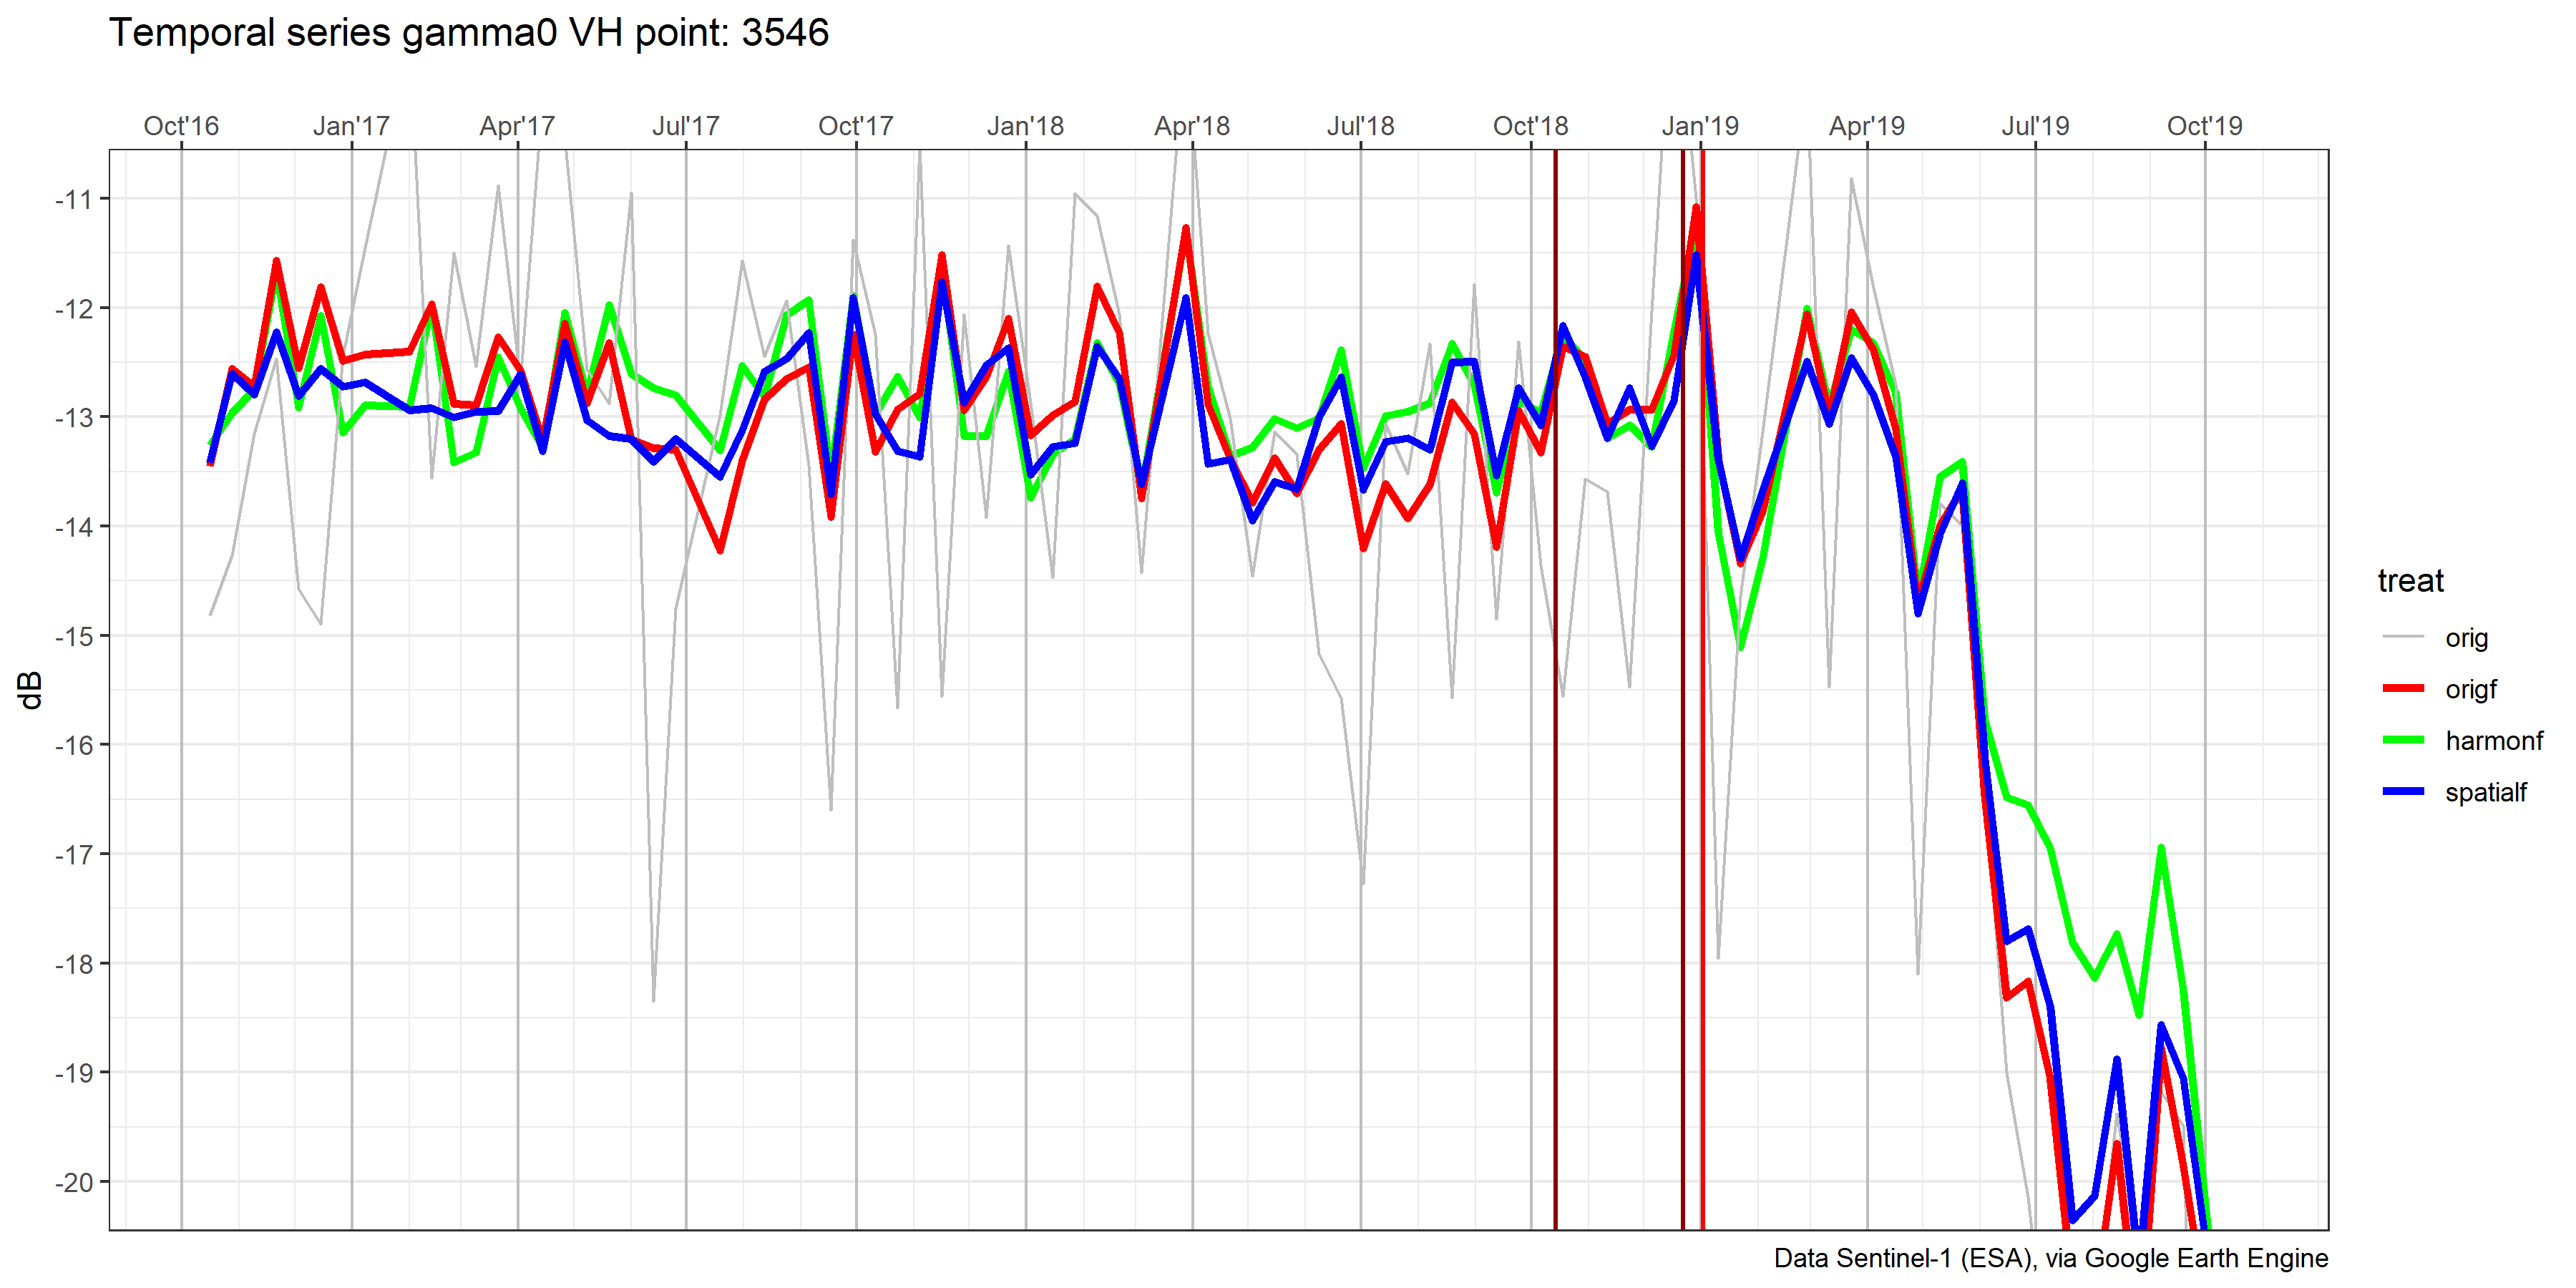 Temporal series gamma0 VH point: 3546
Oct'16 Jan'17 Apr'17 Jul'17 Oct'17 Jan'18 Apr'18 Jul'18 Oct'18 Jan'19 Apr'19 Jul'19 Oct'19
-11
-12
-13
-14
-15
-16
-17
-18
-19
-20
dB
treat
orig
origf
harmonf
spatialf
Data Sentinel-1 (ESA), via Google Earth Engine